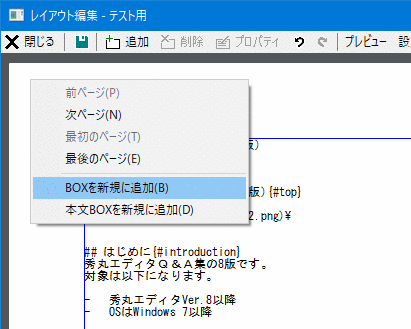 レイアウト編集 - テスト用
閉じる 追加 削除 プロパティ プレビュー 設
前ページ(P)
次ページ(N)
最初のページ(T)
最後のページ(E)
BOXを新規に追加(B)
本文BOXを新規に追加(D)
版)
版){#top}
2.png)¥
## はじめに{#introduction}
秀丸エディタＱ＆Ａ集の8版です。
対象は以下になります。
- 秀丸エディタVer.8以降
- OSはWindows 7以降